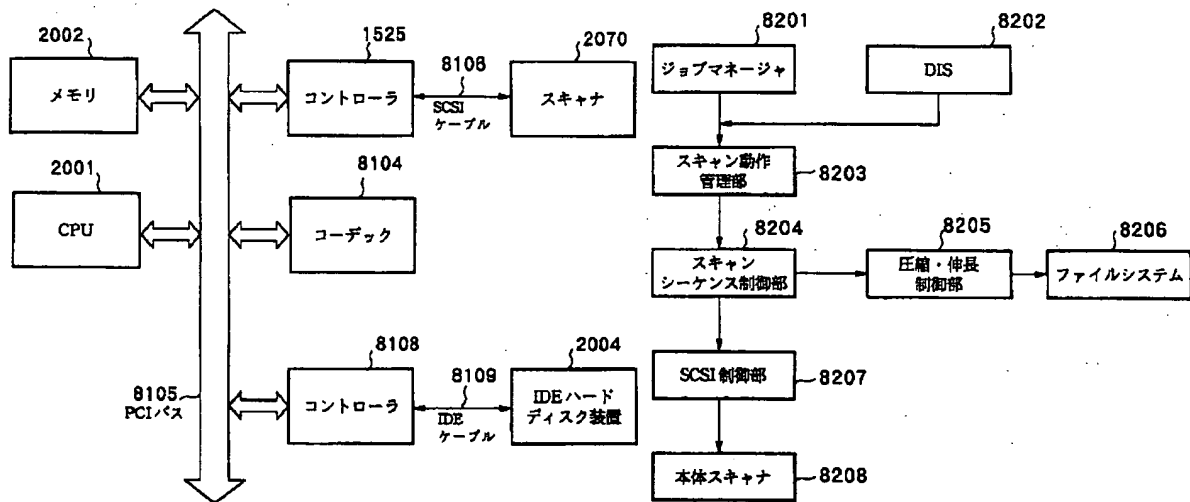 2002
メモリ
2001
CPU
8105
PCIバス
1525
コントローラ
8106
SCSI
ケーブル
2070
スキャナ
8104
コーデック
8108
コントローラ
8109
IDE
ケーブル
2004
IDEハード
ディスク装置
8201
ジョブマネージャ
8202
DIS
スキャン動作
管理部
8203
8204
スキャン
シーケンス制御部
8205
圧縮・伸長
制御部
8206
ファイルシステム
SCSI制御部
8207
本体スキャナ
8208